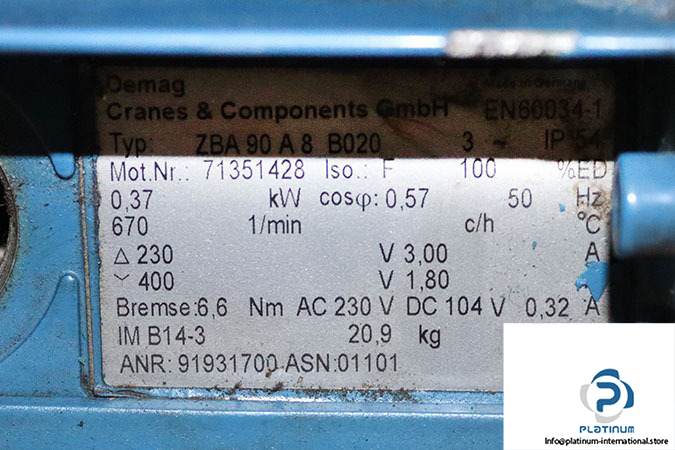 Demag Made in Germany
Cranes & Components GmbH EN60034-1
Typ: ZBA 90 A 8 B020 3 ~ IP 54
Mot.Nr.: 71351428 Iso.: F 100 %ED
0,37 kW cosφ: 0,57 50 Hz
670 1/min c/h °C
Δ 230 V 3,00 A
400 V 1,80
Bremse:6,6 Nm AC 230 V DC 104 V 0,32 A
IM B14-3 20,9 kg
ANR: 91931700 ASN:01101
PLATINUM
Info@platinum-international.store